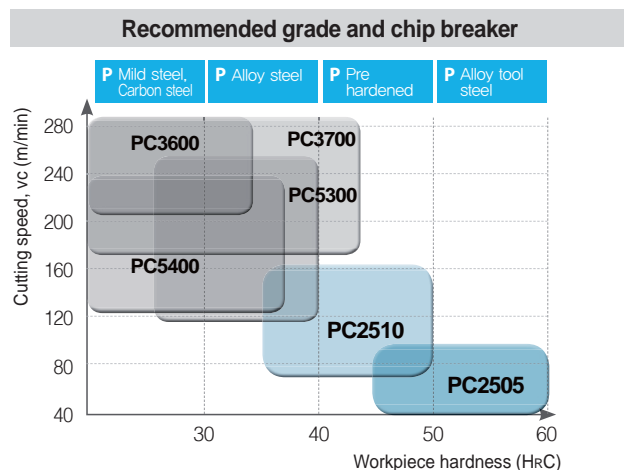 Recommended grade and chip breaker
P Mild steel, Carbon steel
P Alloy steel
P Pre hardened
P Alloy tool steel
Cutting speed, vc (m/min)
280
240
200
160
120
80
40
PC3600
PC3700
PC5300
PC5400
PC2510
PC2505
30
40
50
60
Workpiece hardness (HRC)